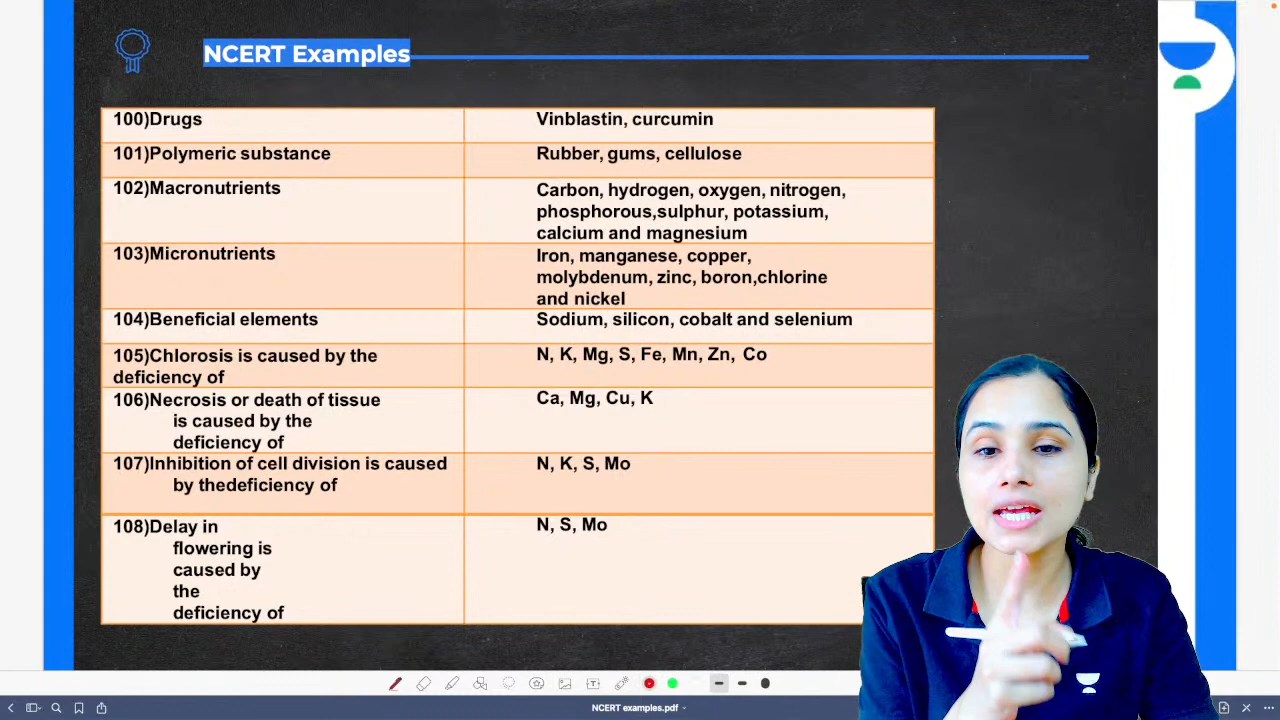 NCERT Examples
100)Drugs
Vinblastin, curcumin
101)Polymeric substance
Rubber, gums, cellulose
102)Macronutrients
Carbon, hydrogen, oxygen, nitrogen,
phosphorous,sulphur, potassium,
calcium and magnesium
103)Micronutrients
Iron, manganese, copper,
molybdenum, zinc, boron,chlorine
and nickel
104)Beneficial elements
Sodium, silicon, cobalt and selenium
105)Chlorosis is caused by the
deficiency of
N, K, Mg, S, Fe, Mn, Zn, Co
106)Necrosis or death of tissue
is caused by the
deficiency of
Ca, Mg, Cu, K
107)Inhibition of cell division is caused
by thedeficiency of
N, K, S, Mo
108)Delay in
flowering is
caused by
the
deficiency of
N, S, Mo
NCERT examples.pdf